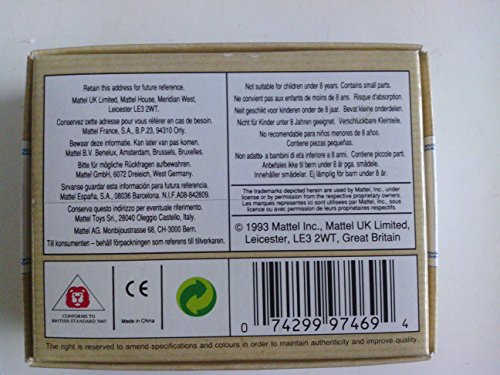 Retain this address for future reference.
Mattel UK Limited, Mattel House, Meridian West,
Leicester LE3 2WT.
Conservez cette adresse pour vous référer en cas de besoin.
Mattel France, S.A., B.P.23, 94310 Orly.
Bewaar deze informatie. Kan later van pas komen.
Mattel B.V. Benelux, Amsterdam, Brussels, Bruxelles.
Bitte für mögliche Rückfragen aufbewahren.
Mattel GmbH, 6072 Dreieich, West Germany.
Sirvanse guardar esta información para futura referencia.
Mattel España, S.A., 08036 Barcelona. N.I.F.A08-842809.
Conserva questo indirizzo per eventuale riferimento.
Mattel Toys Srl., 28040 Oleggio Castello, Italy.
Mattel AG. Monbijoustrasse 68, CH-3000 Bern.
Till konsumenten – behåll förpackningen som referens till tillverkaren.
Not suitable for children under 8 years. Contains small parts.
Ne convient pas aux enfants de moins de 8 ans. Risque d'absorption.
Niet geschikt voor kinderen onder de 8 jaar. Bevat kleine onderdelen.
Nicht für Kinder unter 8 Jahren geeignet. Verschluckbare Kleinteile.
No recomendable para niños menores de 8 años.
Contiene piezas pequeñas.
Non adatto a bambini di età inferiore a 8 anni. Contiene piccole parti.
Anbefales ikke til børn under 8 år. pga. smådele.
Innehåller smådelar. Ej lämplig för barn under 8 år.
The trademarks depicted herein are used by Mattel, Inc., under
license or by permission from the respective proprietors.
Les marques représentées ici sont utilisées par Mattel, Inc. sous
licence ou avec permission de leur propriétaires respectifs.
© 1993 Mattel Inc., Mattel UK Limited,
Leicester, LE3 2WT, Great Britain
CONFORMS TO
BRITISH STANDARD 5665
CE
Made in China
0 74299 97469 4
The right is reserved to amend specifications and colours in order to maintain authenticity and improve quality.